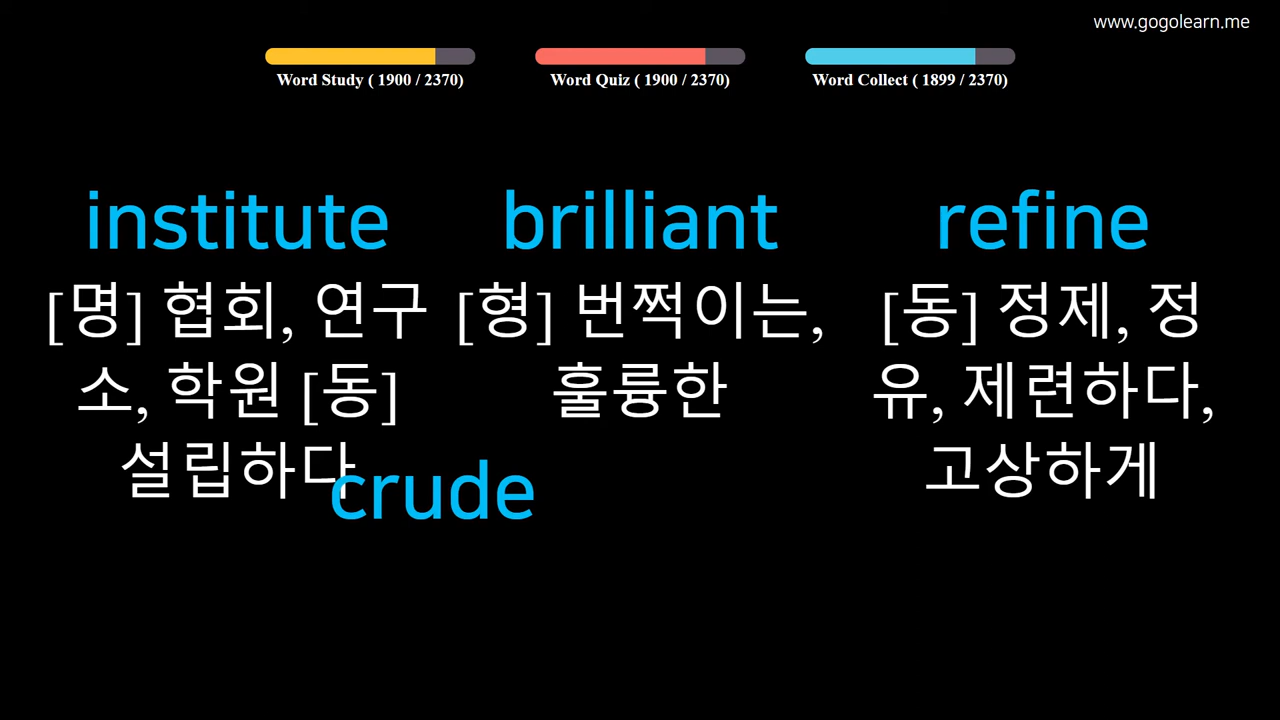 www.gogolearn.me
Word Study ( 1900 / 2370)
Word Quiz ( 1900 / 2370)
Word Collect ( 1899 / 2370)
institute
[명] 협회, 연구
소, 학원 [동]
설립하다
brilliant
[형] 번쩍이는,
훌륭한
refine
[동] 정제, 정
유, 제련하다,
고상하게
crude